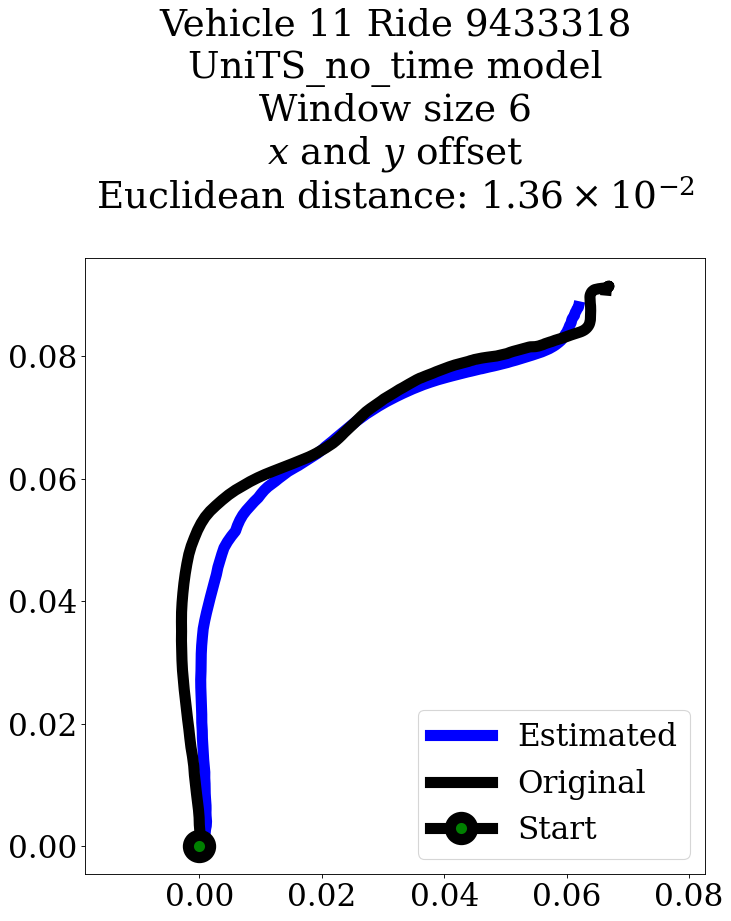 Vehicle 11 Ride 9433318
UniTS_no_time model
Window size 6
x and y offset
Euclidean distance: 1.36 × 10⁻²
0.08
0.06
0.04
0.02
0.00
Estimated
Original
Start
0.00 0.02 0.04 0.06 0.08